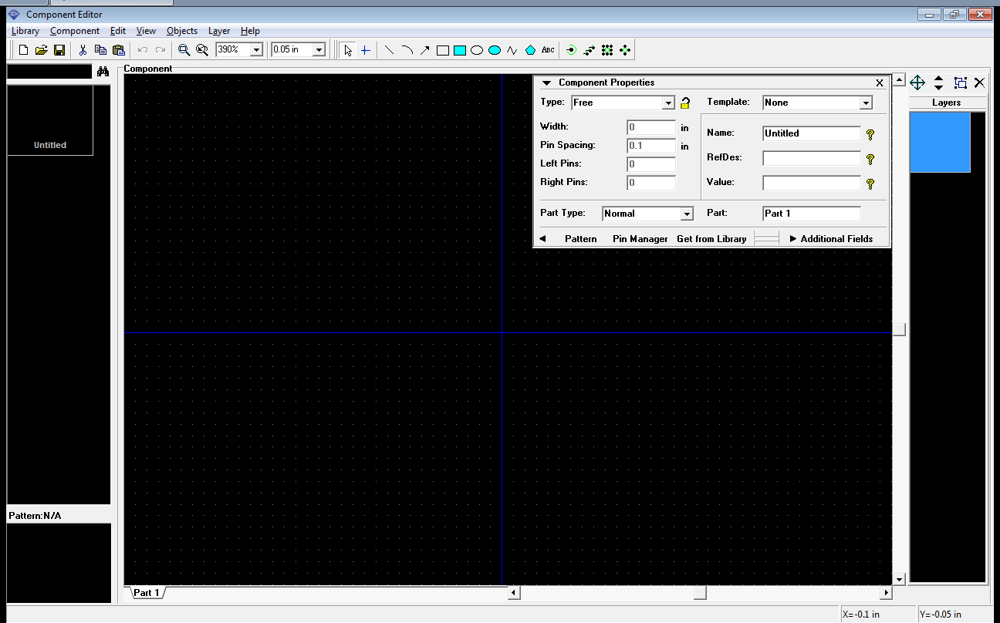 Component Editor
Library Component Edit View Objects Layer Help
390% 0.05 in ABC
Component
Untitled
Pattern:N/A
Component Properties
Type: Free Template: None
Width: 0 in
Pin Spacing: 0.1 in
Left Pins: 0
Right Pins: 0
Name: Untitled
RefDes:
Value:
Part Type: Normal Part: Part 1
Pattern Pin Manager Get from Library Additional Fields
Layers
Part 1
X=-0.1 in Y=-0.05 in